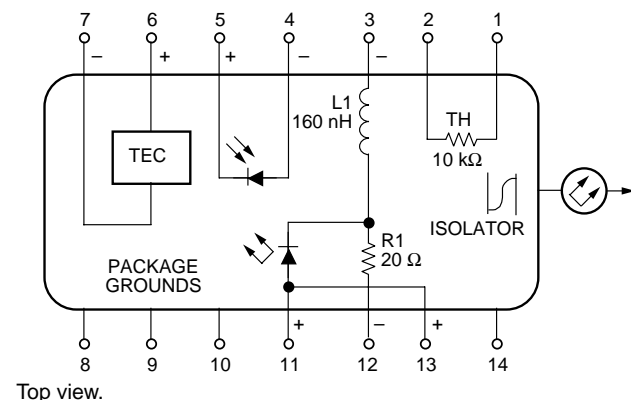 7 6 5 4 3 2 1
– + + – –
L1
160 nH
TH
10 kΩ
TEC
ISOLATOR
R1
20 Ω
PACKAGE
GROUNDS
+ – +
8 9 10 11 12 13 14
Top view.